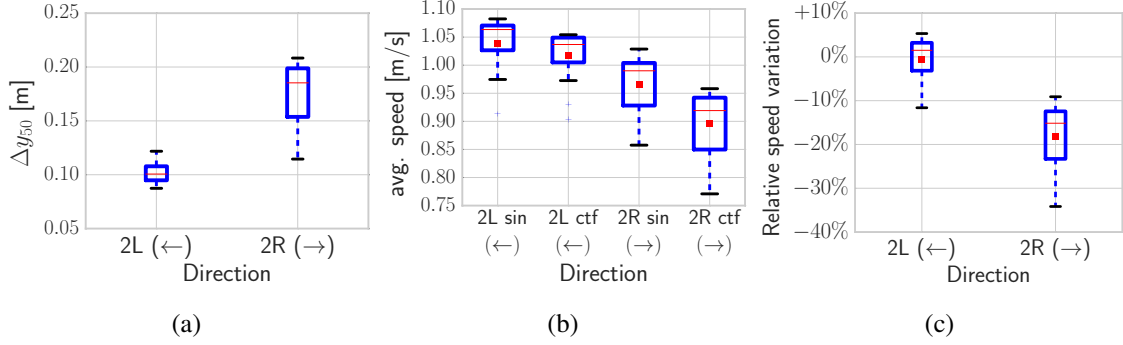 0.20
0.15
0.10
0.05
Δy50 [m]
2L (←) 2R (→)
Direction
(a)
1.10
1.05
1.00
0.95
0.90
0.85
0.80
0.75
avg. speed [m/s]
2L sin 2L ctf 2R sin 2R ctf
(←) (←) (→) (→)
Direction
(b)
+10%
0%
−10%
−20%
−30%
−40%
Relative speed variation
2L (←) 2R (→)
Direction
(c)